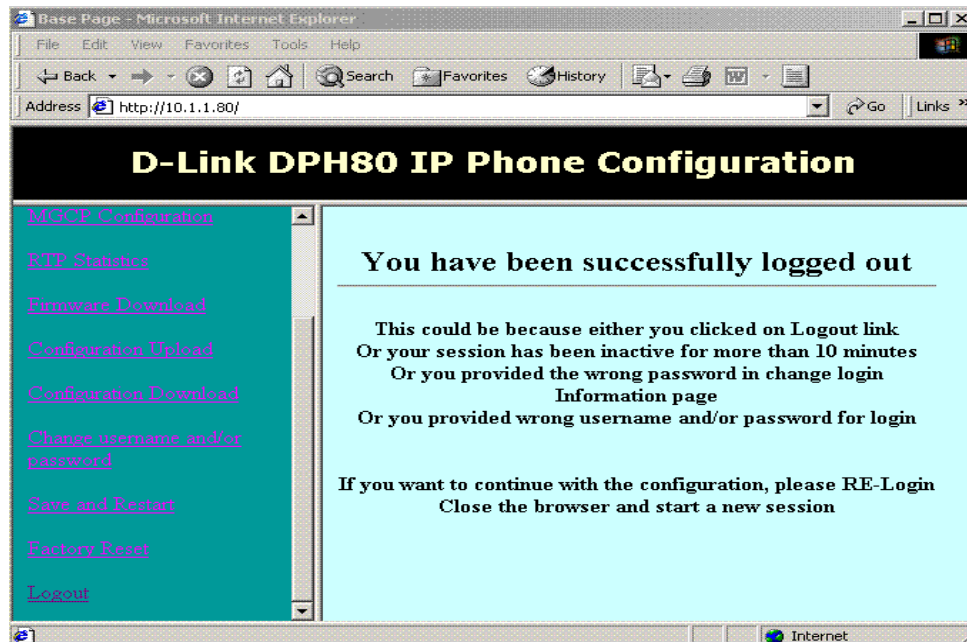 Base Page - Microsoft Internet Explorer
File Edit View Favorites Tools Help
Back Search Favorites History
Address http://10.1.1.80/ Go Links »
D-Link DPH80 IP Phone Configuration
MGCP Configuration
RTP Statistics
Firmware Download
Configuration Upload
Configuration Download
Change username and/or
password
Save and Restart
Factory Reset
Logout
You have been successfully logged out
This could be because either you clicked on Logout link
Or your session has been inactive for more than 10 minutes
Or you provided the wrong password in change login
Information page
Or you provided wrong username and/or password for login
If you want to continue with the configuration, please RE-Login
Close the browser and start a new session
Internet